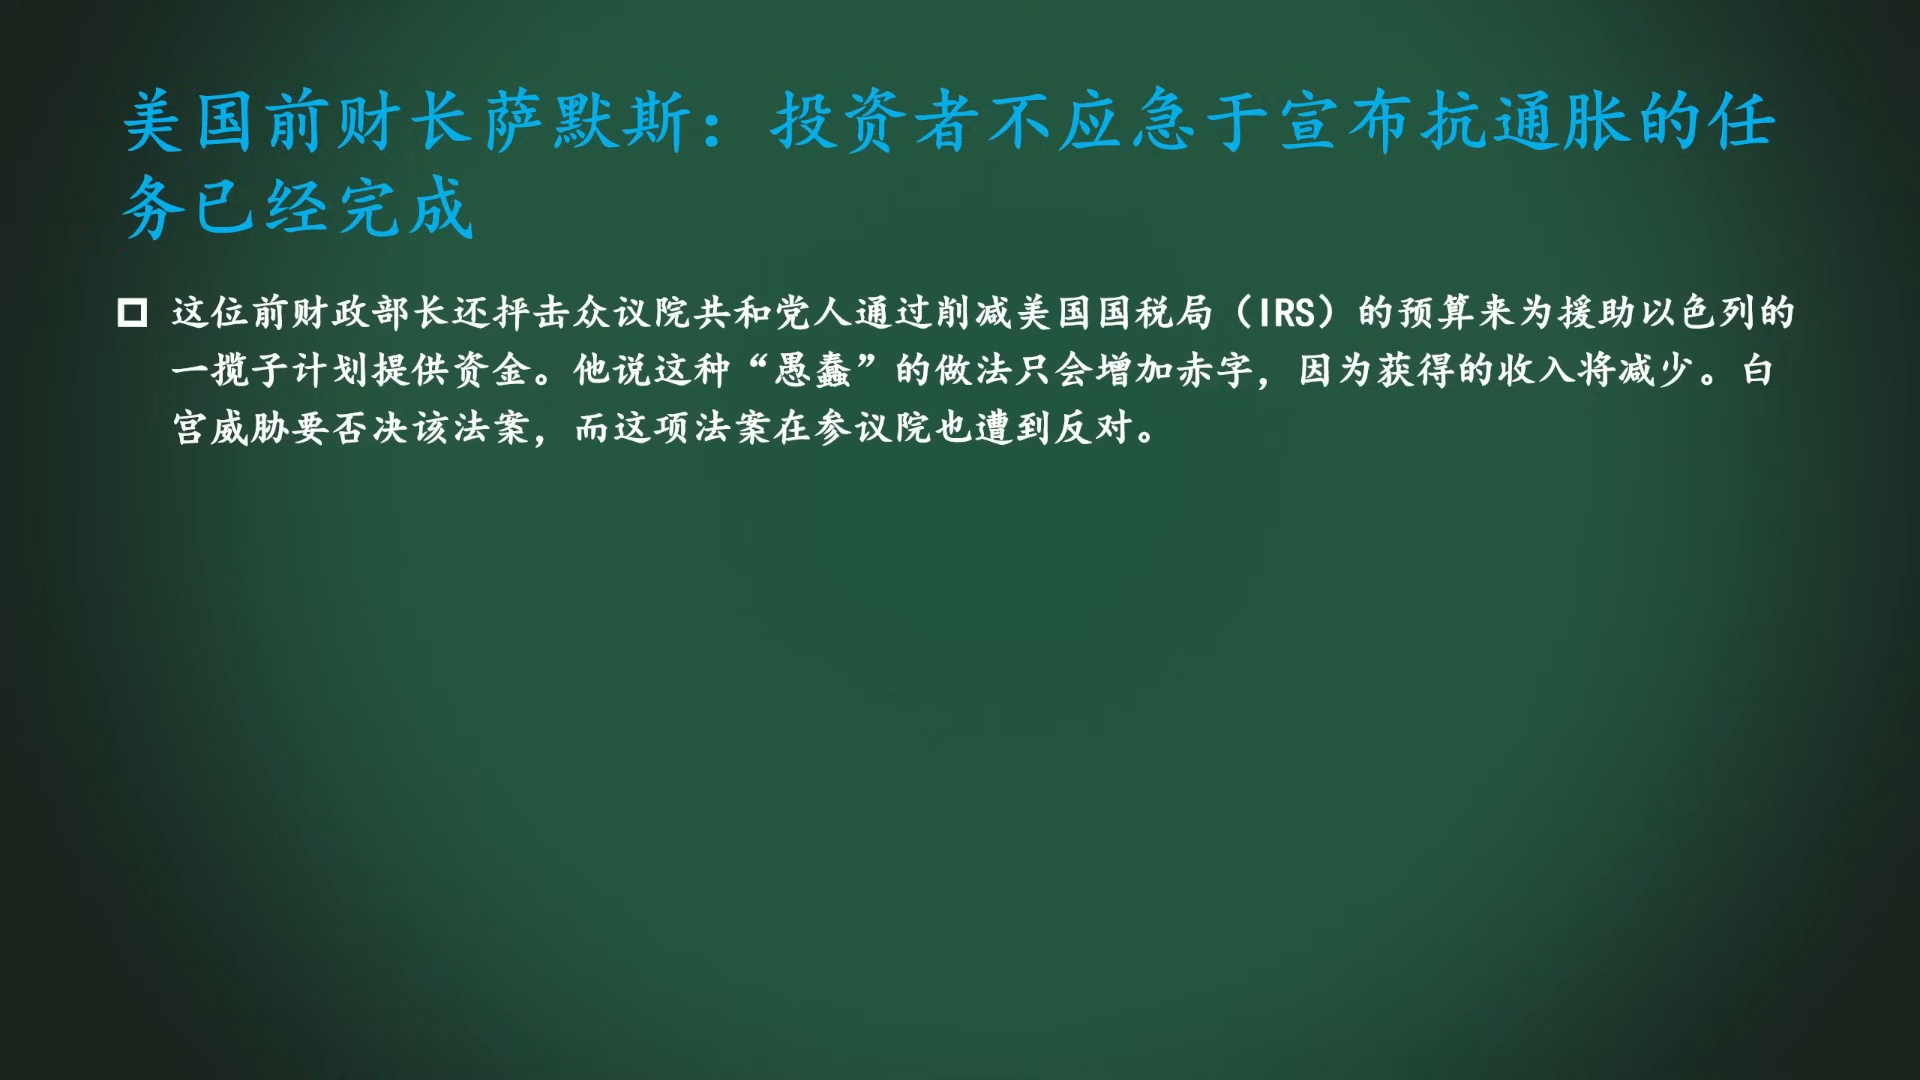 美国前财长萨默斯：投资者不应急于宣布抗通胀的任
务已经完成
这位前财政部长还抨击众议院共和党人通过削减美国国税局（IRS）的预算来为援助以色列的
一揽子计划提供资金。他说这种“愚蠢”的做法只会增加赤字，因为获得的收入将减少。白
宫威胁要否决该法案，而这项法案在参议院也遭到反对。